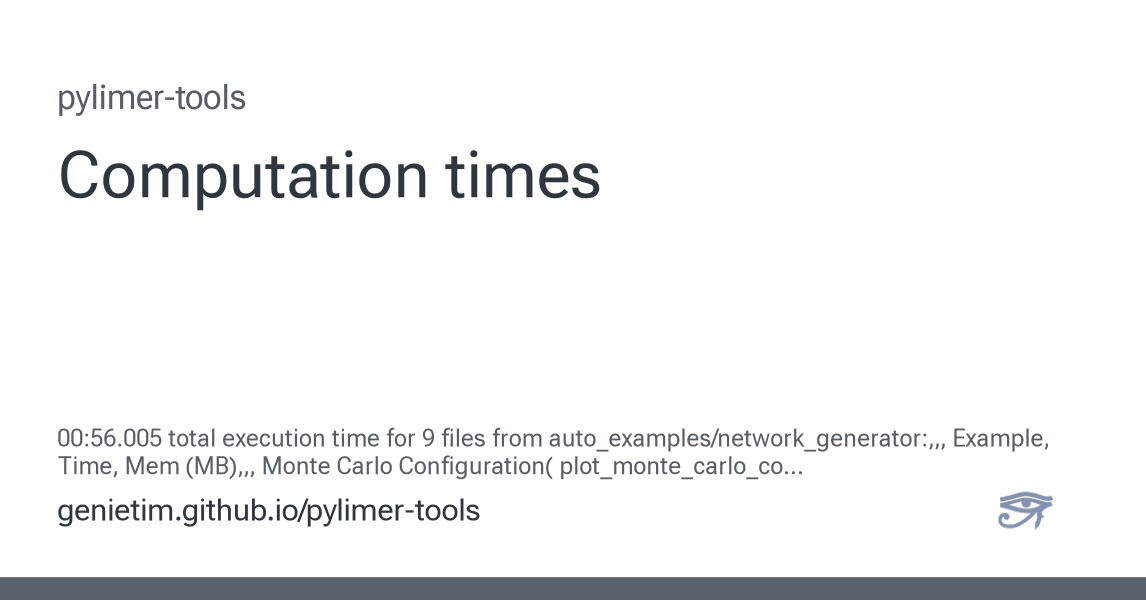 pylimer-tools
Computation times
00:56.005 total execution time for 9 files from auto_examples/network_generator:,,, Example,
Time, Mem (MB),,, Monte Carlo Configuration( plot_monte_carlo_co...
genietim.github.io/pylimer-tools